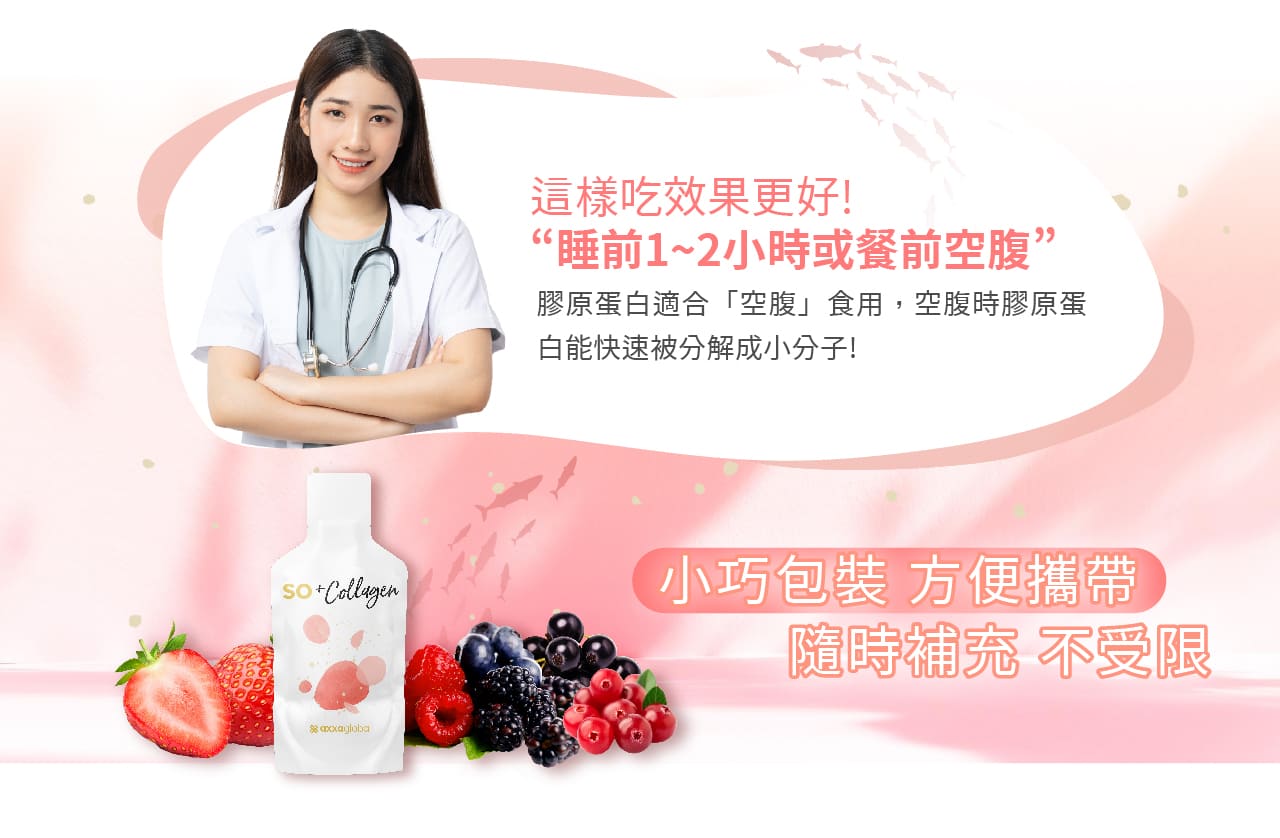 這樣吃效果更好!
“睡前1~2小時或餐前空腹”
膠原蛋白適合「空腹」食用，空腹時膠原蛋
白能快速被分解成小分子!
SO +Collagen
axxaglobal
小巧包裝 方便攜帶
隨時補充 不受限